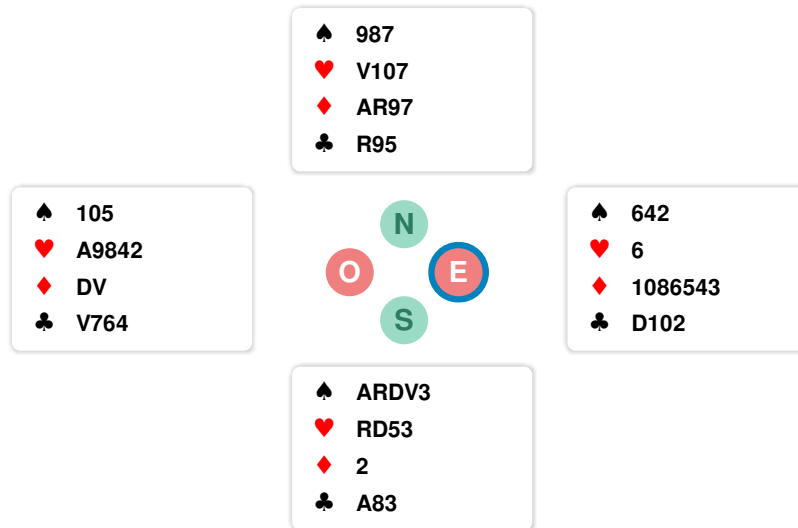 ♠ 987
♥ V107
♦ AR97
♣ R95
♠ 105
♥ A9842
♦ DV
♣ V764
N
O E
S
♠ 642
♥ 6
♦ 1086543
♣ D102
♠ ARDV3
♥ RD53
♦ 2
♣ A83